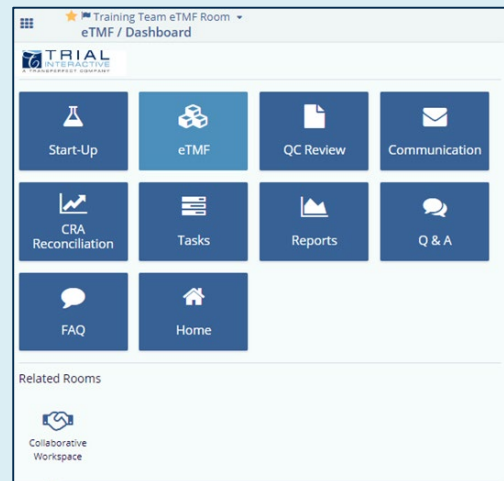 Training Team eTMF Room
eTMF / Dashboard
TRIAL
INTERACTIVE
A TRANSPERFECT COMPANY
Start-Up
eTMF
QC Review
Communication
CRA
Reconciliation
Tasks
Reports
Q & A
FAQ
Home
Related Rooms
Collaborative
Workspace